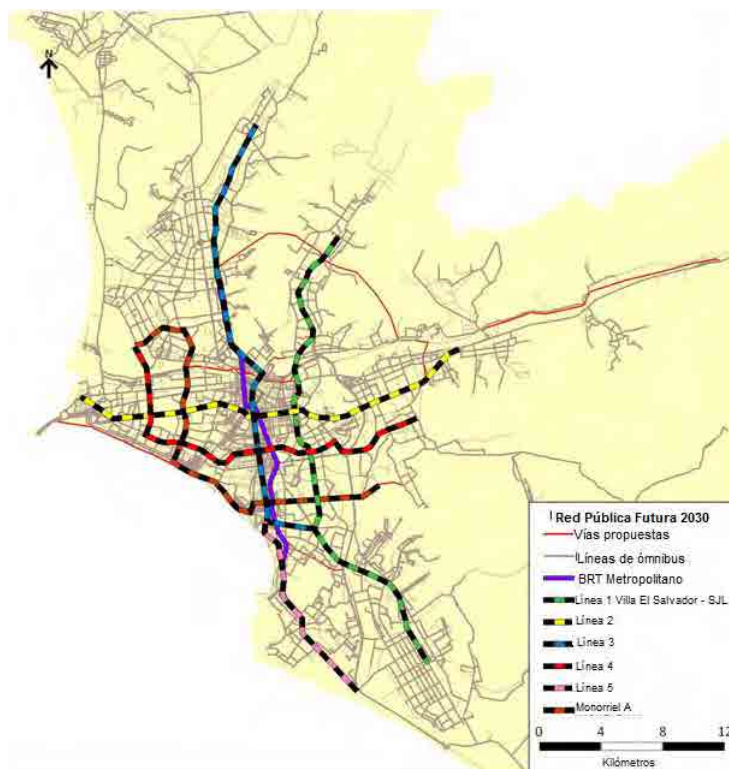 N
Red Pública Futura 2030
Vías propuestas
Líneas de ómnibus
BRT Metropolitano
Línea 1 Villa El Salvador - SJL
Línea 2
Línea 3
Línea 4
Línea 5
Monorriel A
0 4 8 12
Kilómetros